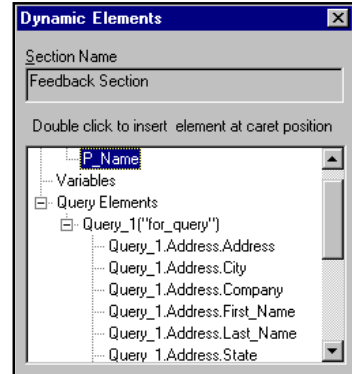 Dynamic Elements
Section Name
Feedback Section
Double click to insert element at caret position
P_Name
Variables
Query Elements
Query_1("for_query")
Query_1.Address.Address
Query_1.Address.City
Query_1.Address.Company
Query_1.Address.First_Name
Query_1.Address.Last_Name
Query_1.Address.State